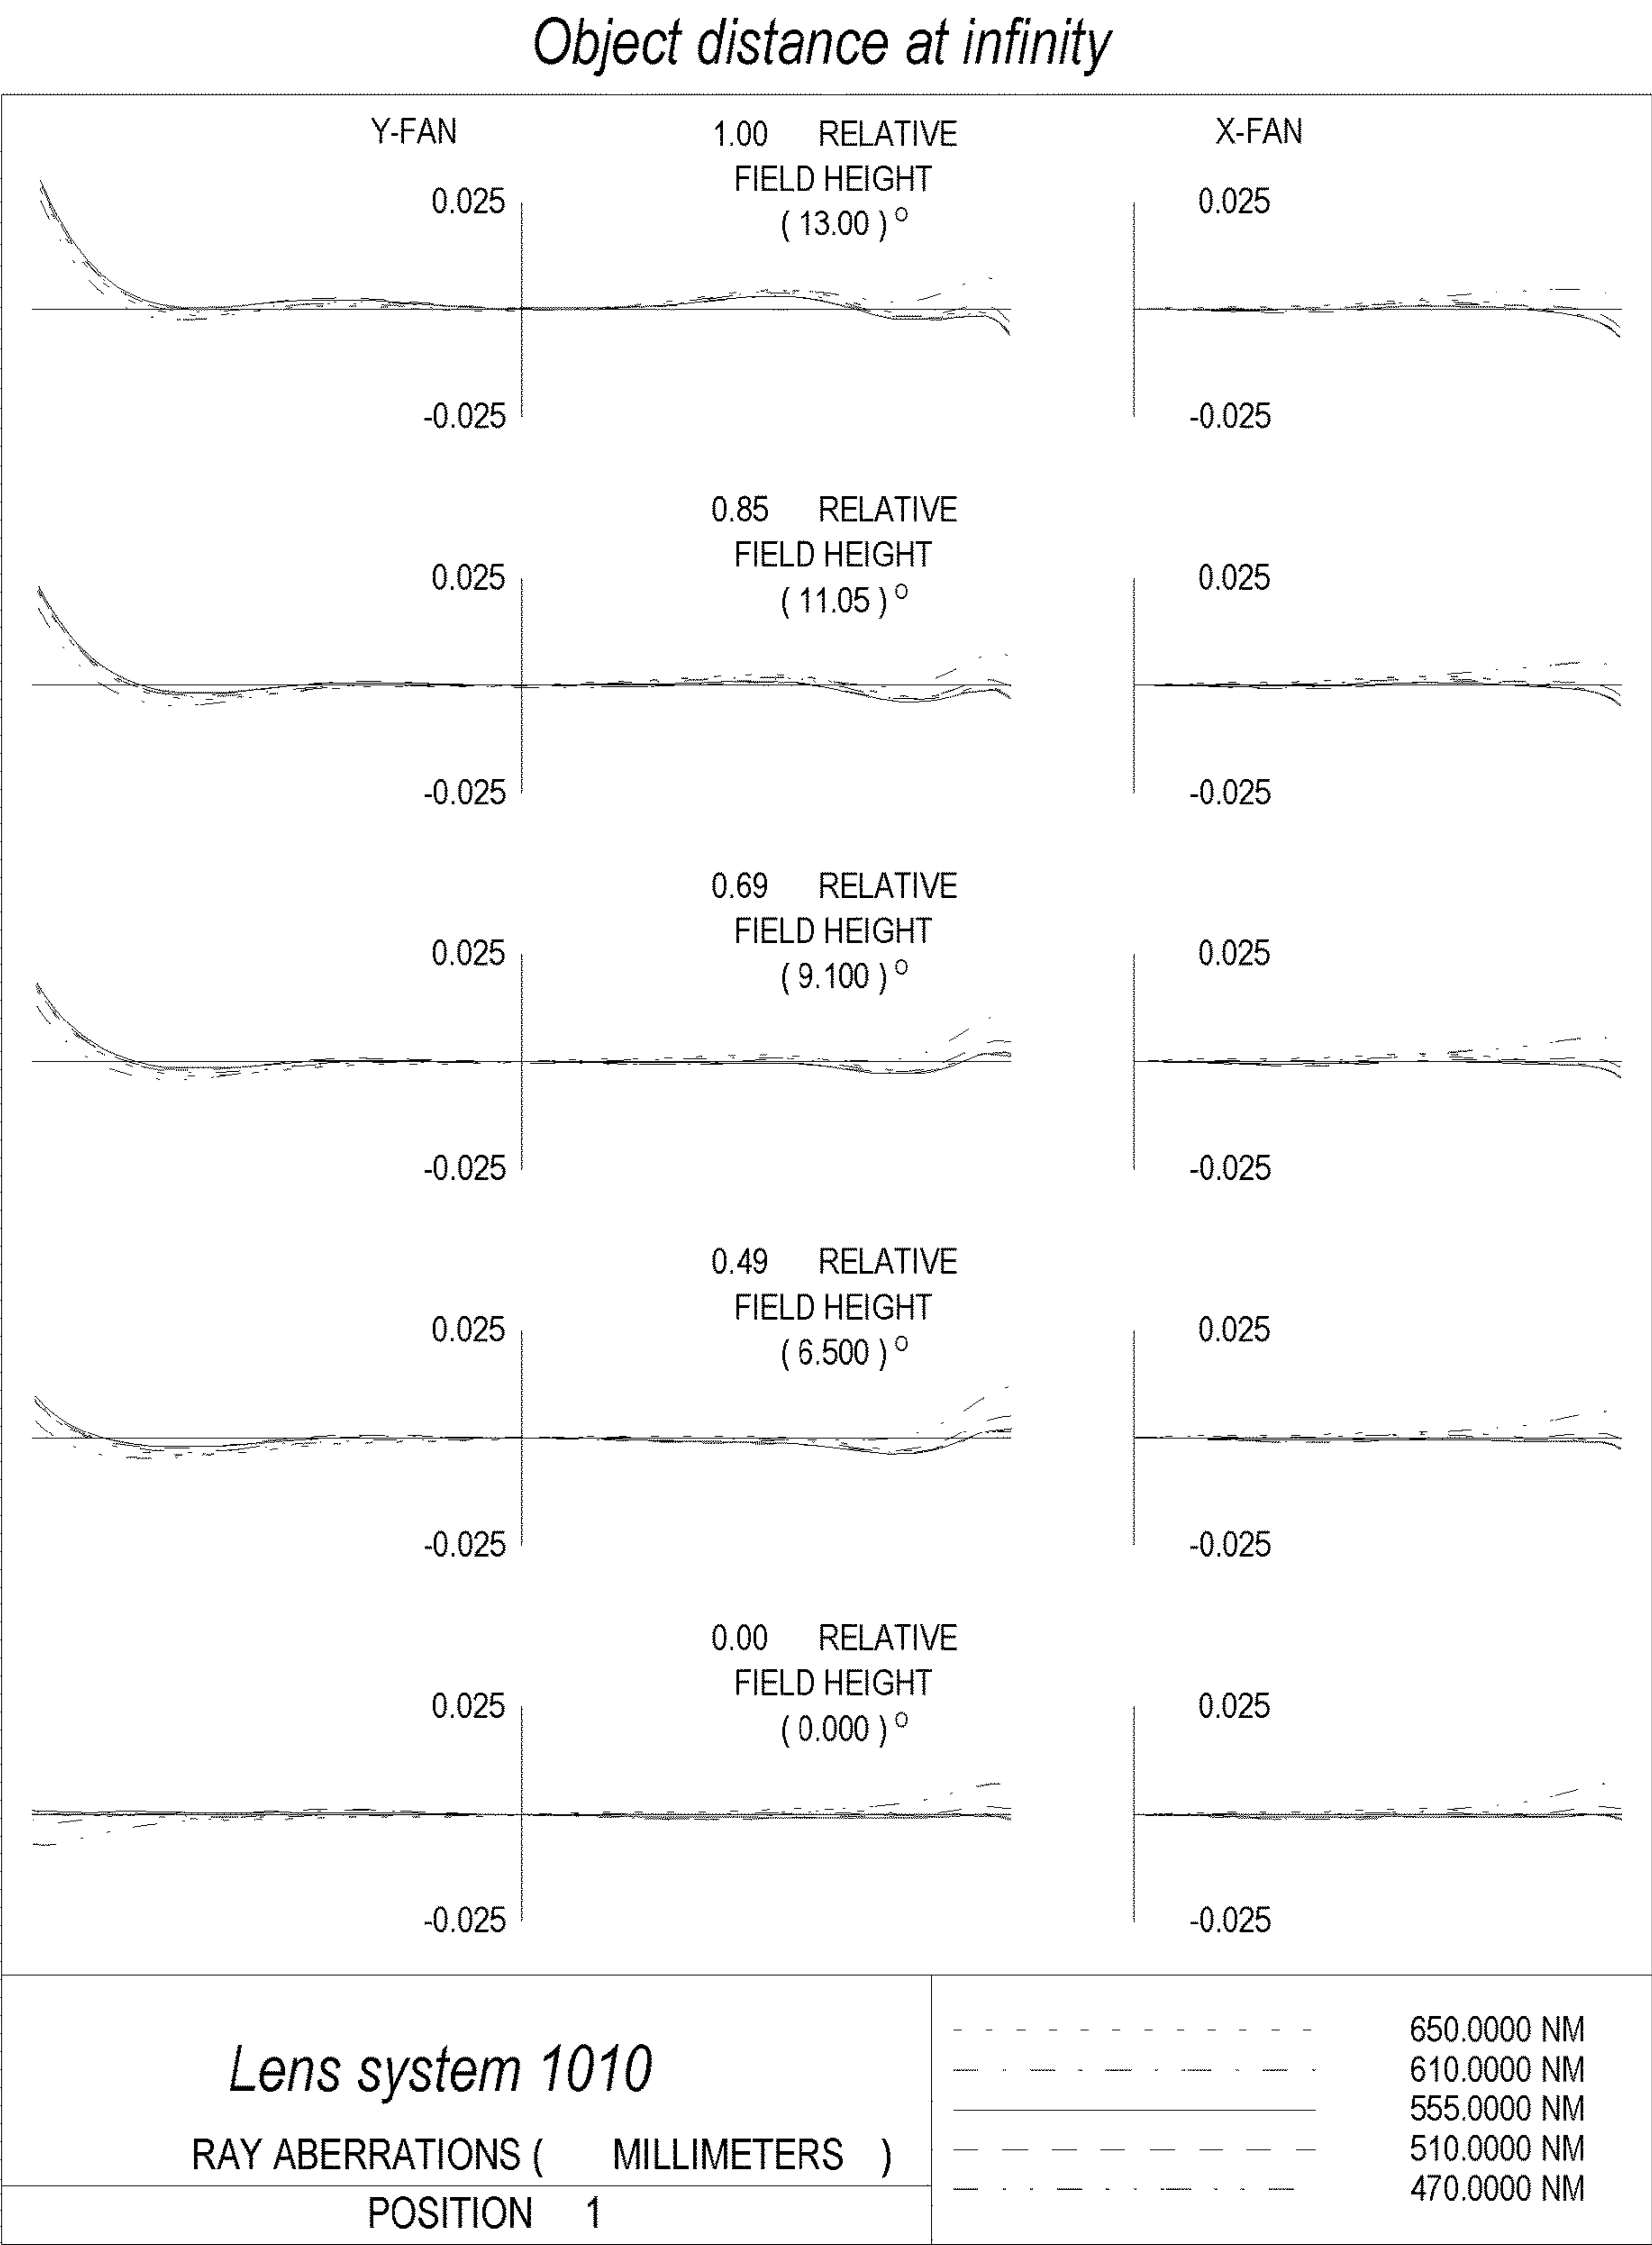 Object distance at infinity
Y-FAN 1.00 RELATIVE X-FAN
FIELD HEIGHT
0.025 ( 13.00 )° 0.025
-0.025 -0.025
0.85 RELATIVE
FIELD HEIGHT
0.025 ( 11.05 )° 0.025
-0.025 -0.025
0.69 RELATIVE
FIELD HEIGHT
0.025 ( 9.100 )° 0.025
-0.025 -0.025
0.49 RELATIVE
FIELD HEIGHT
0.025 ( 6.500 )° 0.025
-0.025 -0.025
0.00 RELATIVE
FIELD HEIGHT
0.025 ( 0.000 )° 0.025
-0.025 -0.025
Lens system 1010
RAY ABERRATIONS ( MILLIMETERS )
POSITION 1
650.0000 NM
610.0000 NM
555.0000 NM
510.0000 NM
470.0000 NM